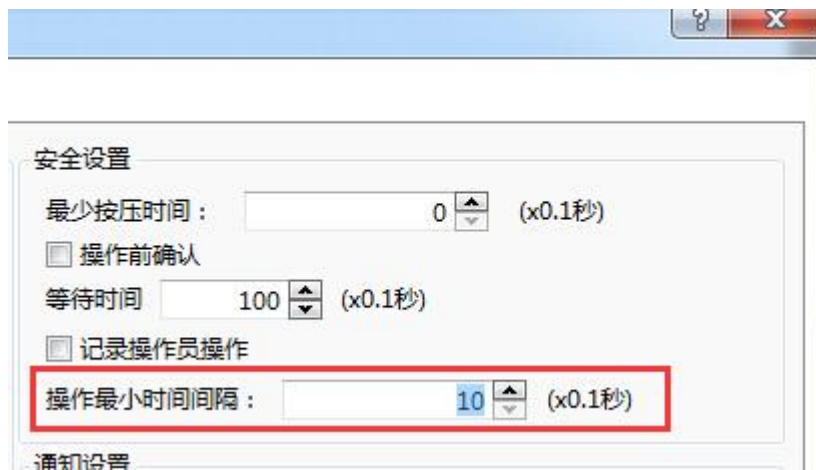 安全设置
最少按压时间： 0 (x0.1秒)
操作前确认
等待时间 100 (x0.1秒)
记录操作员操作
操作最小时间间隔： 10 (x0.1秒)
通知设置